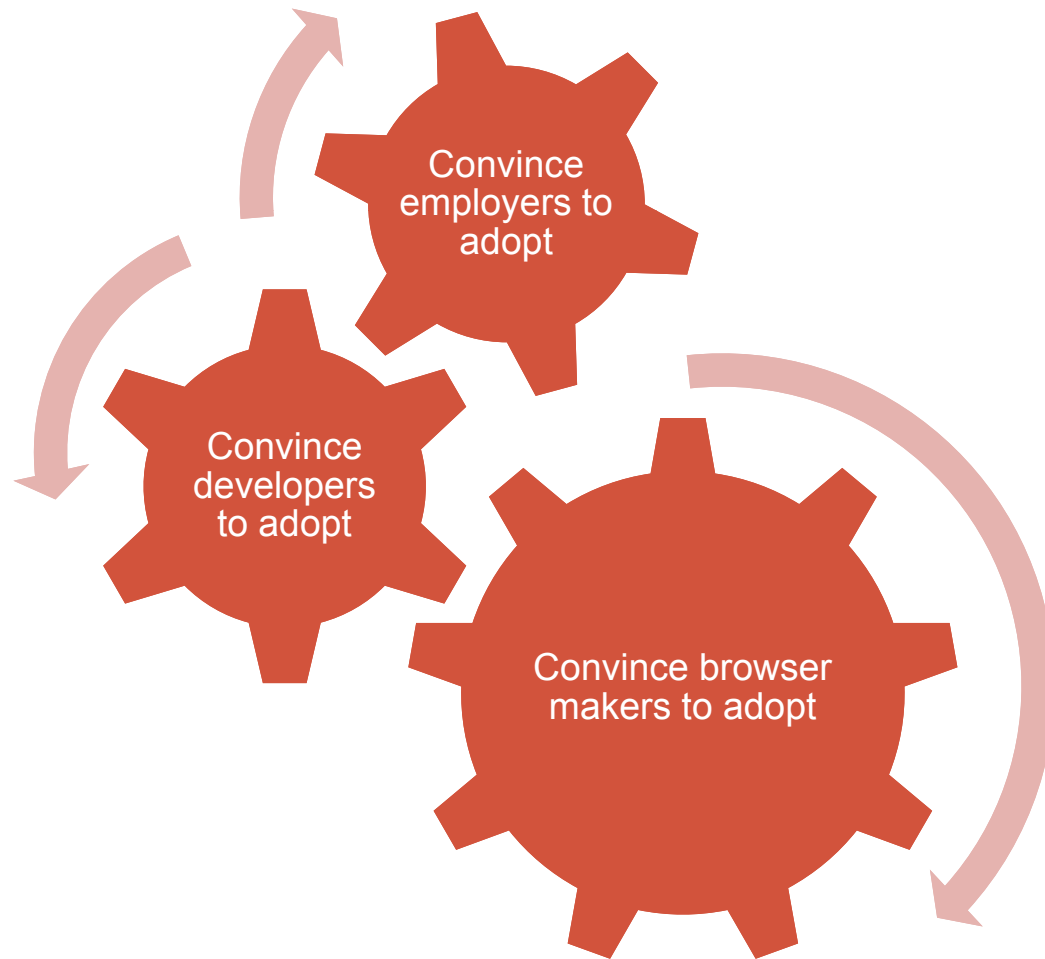 Convince
employers to
adopt
Convince
developers
to adopt
Convince browser
makers to adopt